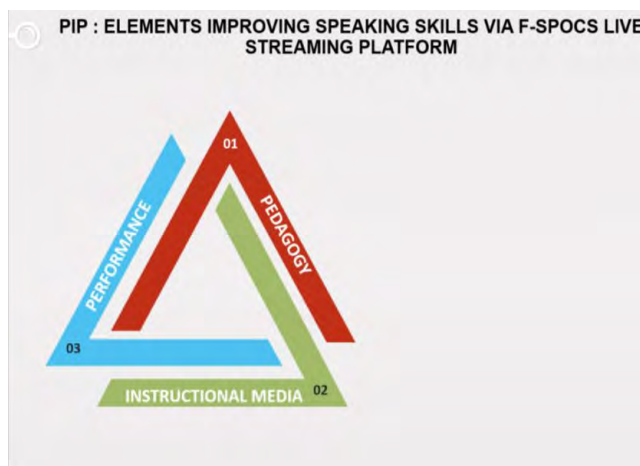 PIP : ELEMENTS IMPROVING SPEAKING SKILLS VIA F-SPOCS LIVE
STREAMING PLATFORM
01
PEDAGOGY
PERFORMANCE
03
INSTRUCTIONAL MEDIA
02